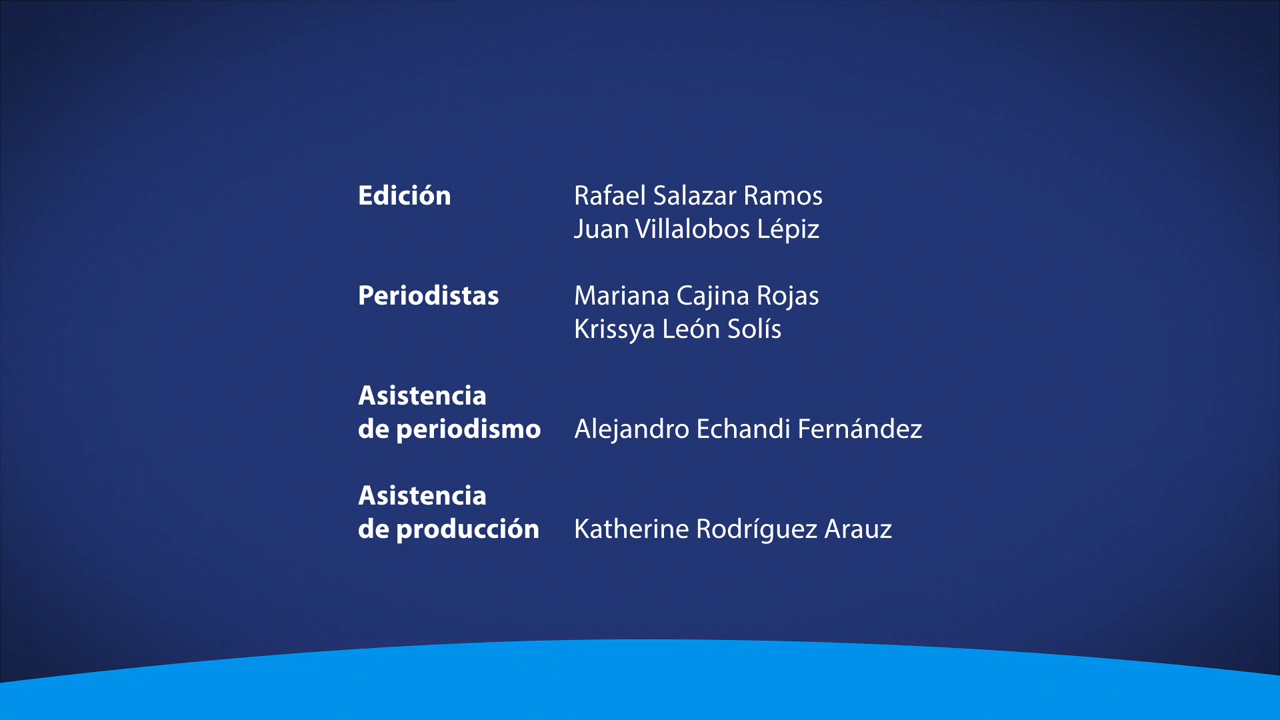 Edición Rafael Salazar Ramos
Juan Villalobos Lépiz
Periodistas Mariana Cajina Rojas
Krissya León Solís
Asistencia
de periodismo Alejandro Echandi Fernández
Asistencia
de producción Katherine Rodríguez Arauz